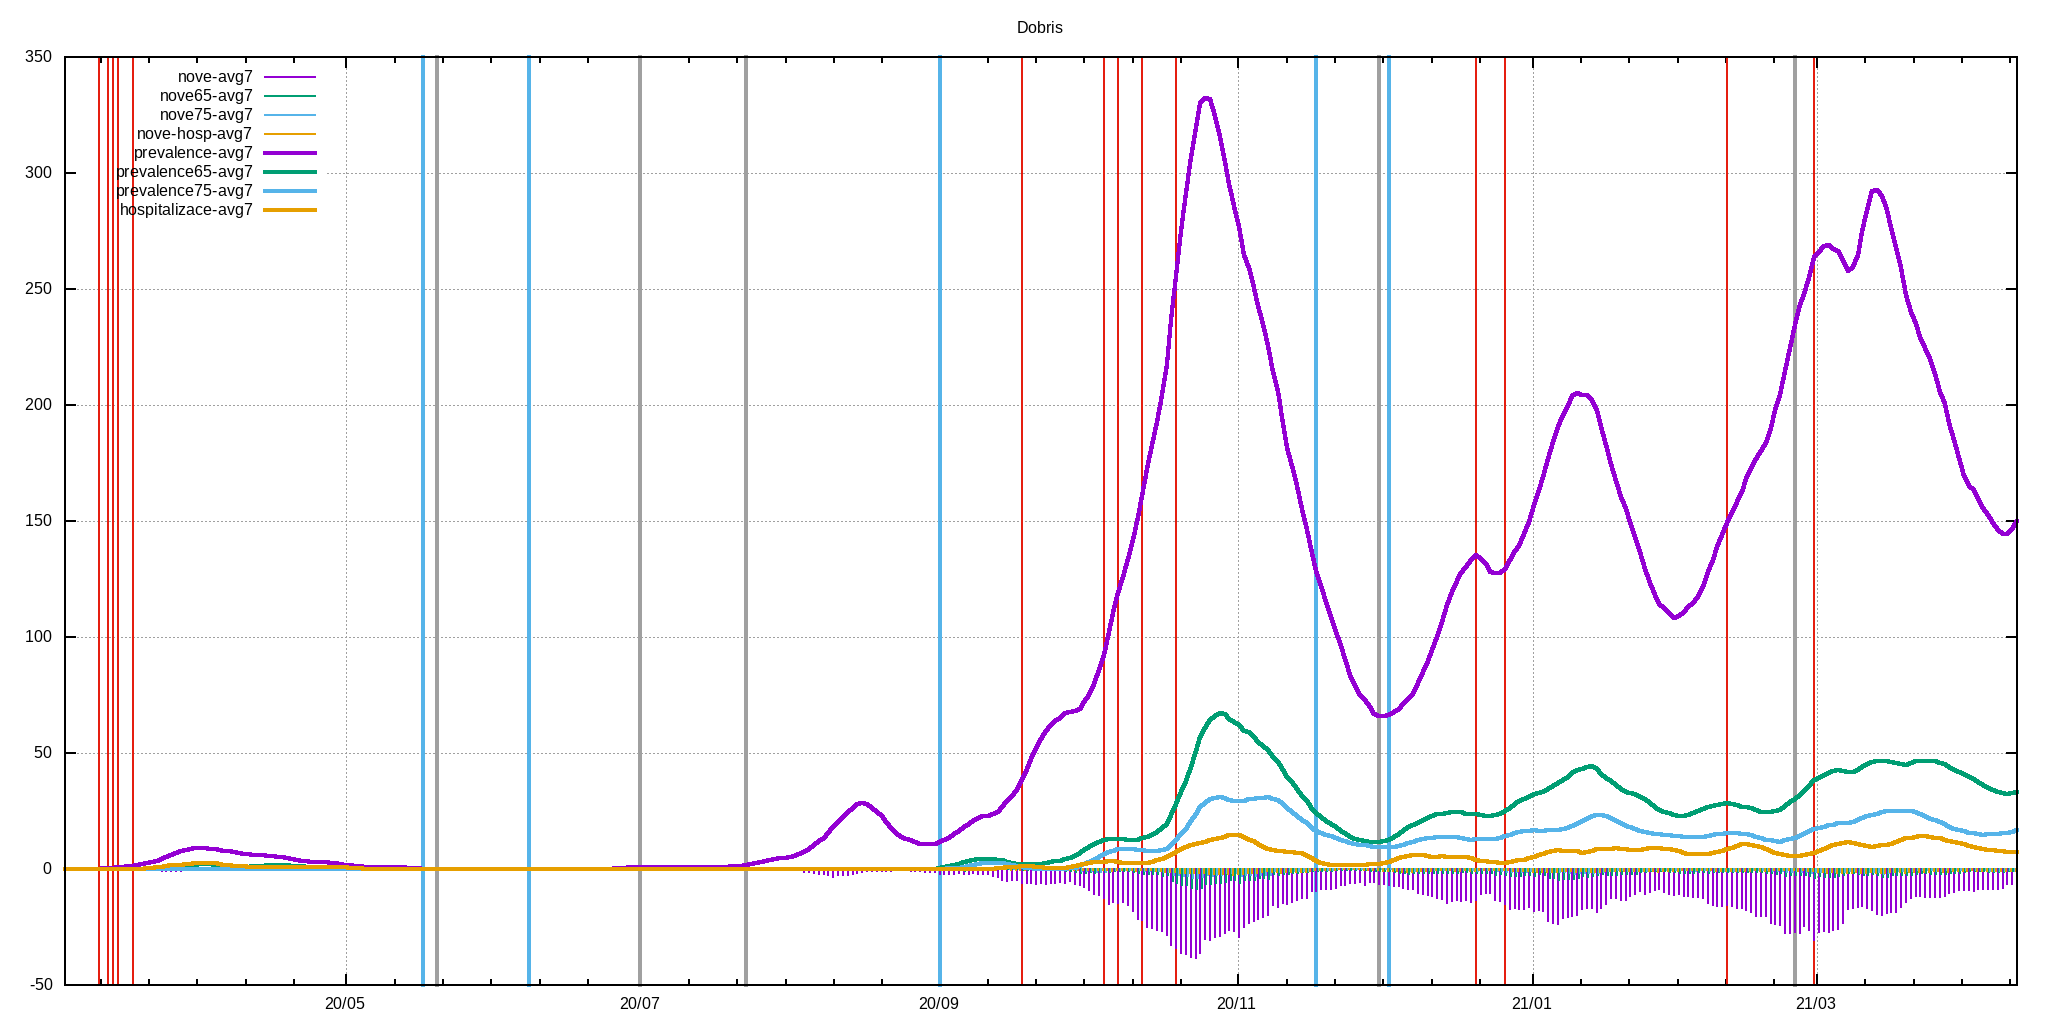 Dobris
350
300
250
200
150
100
50
0
-50
nove-avg7
nove65-avg7
nove75-avg7
nove-hosp-avg7
prevalence-avg7
prevalence65-avg7
prevalence75-avg7
hospitalizace-avg7
20/05
20/07
20/09
20/11
21/01
21/03